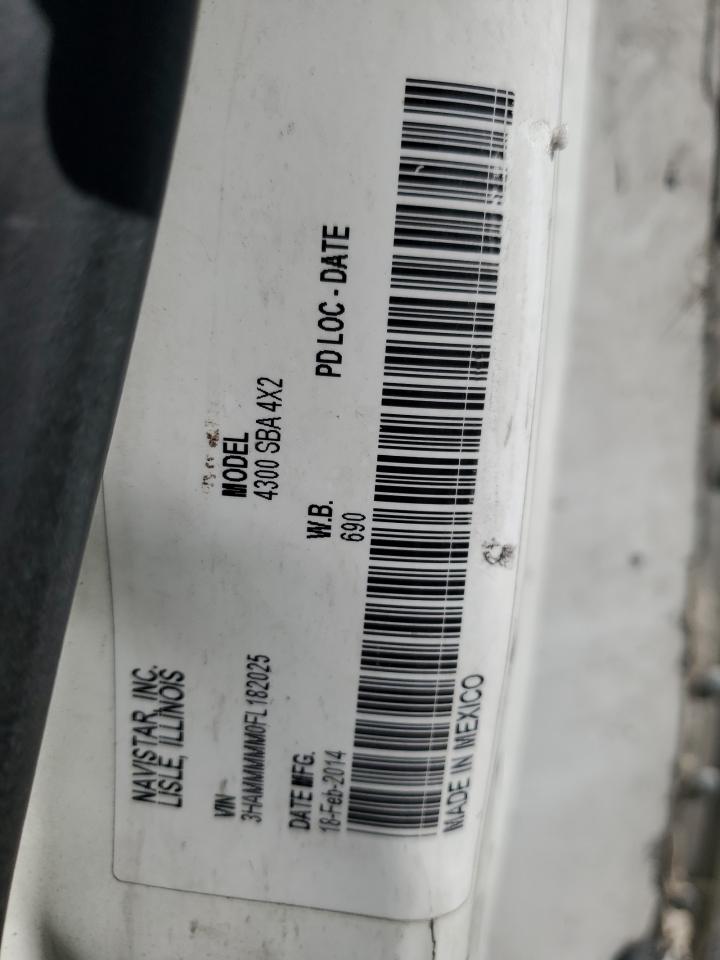 NAVISTAR, INC.
LISLE, ILLINOIS
VIN
3HAMMMMM0FL182025
MODEL
4300 SBA 4X2
DATE MFG.
18-Feb-2014
W.B.
690
PD LOC - DATE
MADE IN MEXICO